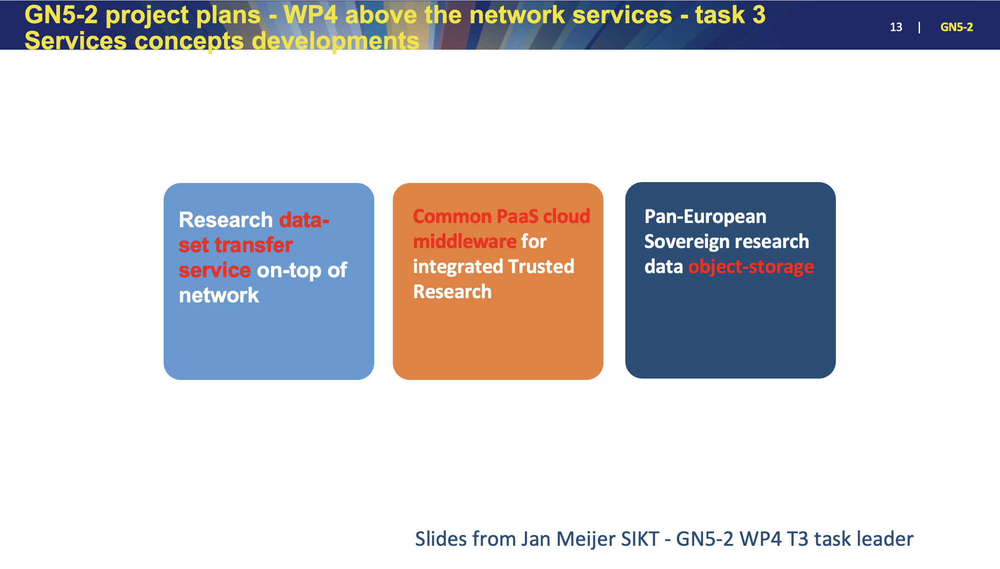 GN5-2 project plans - WP4 above the network services - task 3
Services concepts developments
13 | GN5-2
Research data-
set transfer
service on-top of
network
Common PaaS cloud
middleware for
integrated Trusted
Research
Pan-European
Sovereign research
data object-storage
Slides from Jan Meijer SIKT - GN5-2 WP4 T3 task leader